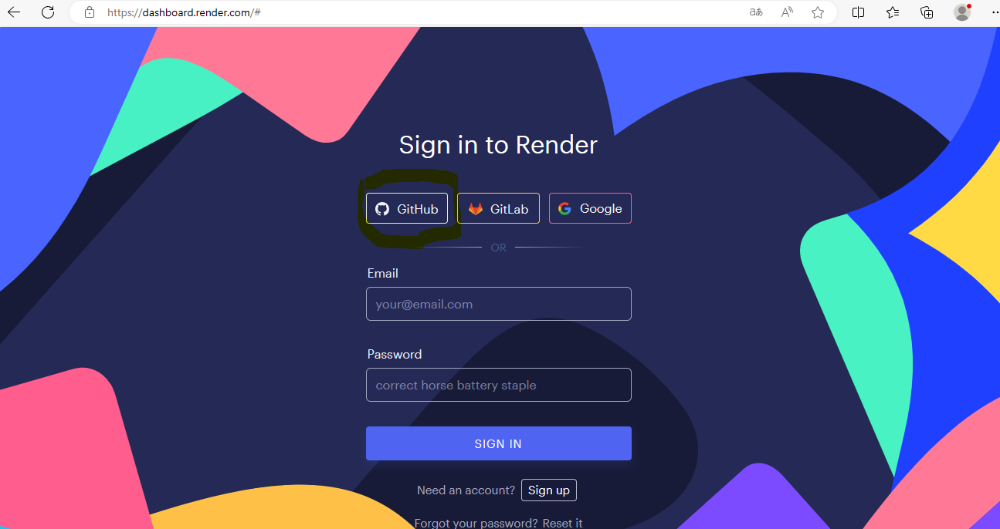 https://dashboard.render.com/#
Sign in to Render
GitHub GitLab Google
OR
Email
your@email.com
Password
correct horse battery staple
SIGN IN
Need an account? Sign up
Forgot your password? Reset it